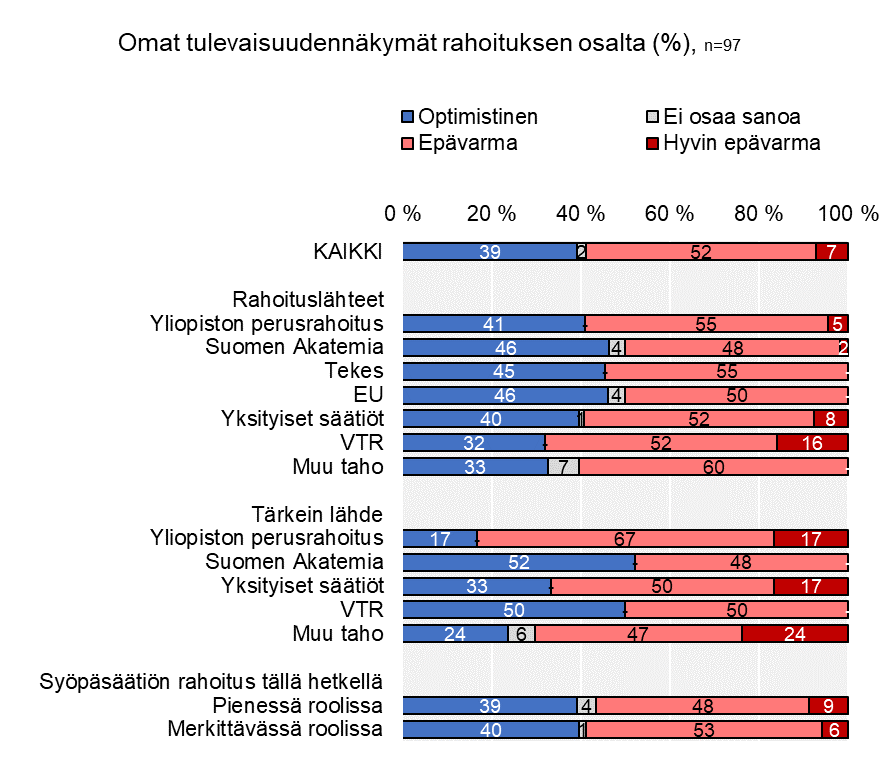 Omat tulevaisuudennäkymät rahoituksen osalta (%), n=97
Optimistinen Ei osaa sanoa
Epävarma Hyvin epävarma
0 % 20 % 40 % 60 % 80 % 100 %
KAIKKI 39 2 52 7
Rahoituslähteet
Yliopiston perusrahoitus 41 - 55 5
Suomen Akatemia 46 4 48 2
Tekes 45 - 55 -
EU 46 4 50 -
Yksityiset säätiöt 40 1 52 8
VTR 32 - 52 16
Muu taho 33 7 60 -
Tärkein lähde
Yliopiston perusrahoitus 17 - 67 17
Suomen Akatemia 52 - 48 -
Yksityiset säätiöt 33 - 50 17
VTR 50 - 50 -
Muu taho 24 6 47 24
Syöpäsäätiön rahoitus tällä hetkellä
Pienessä roolissa 39 4 48 9
Merkittävässä roolissa 40 1 53 6